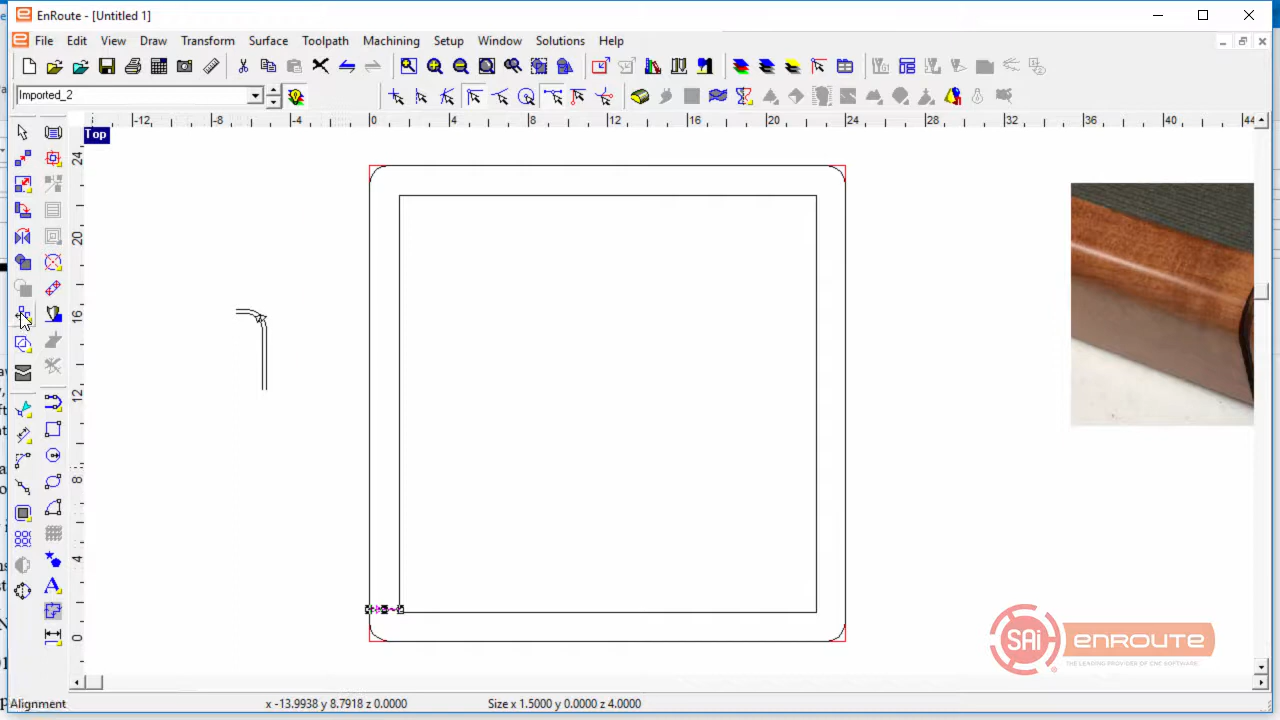 EnRoute - [Untitled 1]
File Edit View Draw Transform Surface Toolpath Machining Setup Window Solutions Help
Imported_2
-12 -8 -4 0 4 8 12 16 20 24 28 32 36 40 44
Top
24
20
16
12
8
4
0
SAi ENROUTE
THE LEADING PROVIDER OF CNC SOFTWARE.
Alignment x -13.9938 y 8.7918 z 0.0000 Size x 1.5000 y 0.0000 z 4.0000